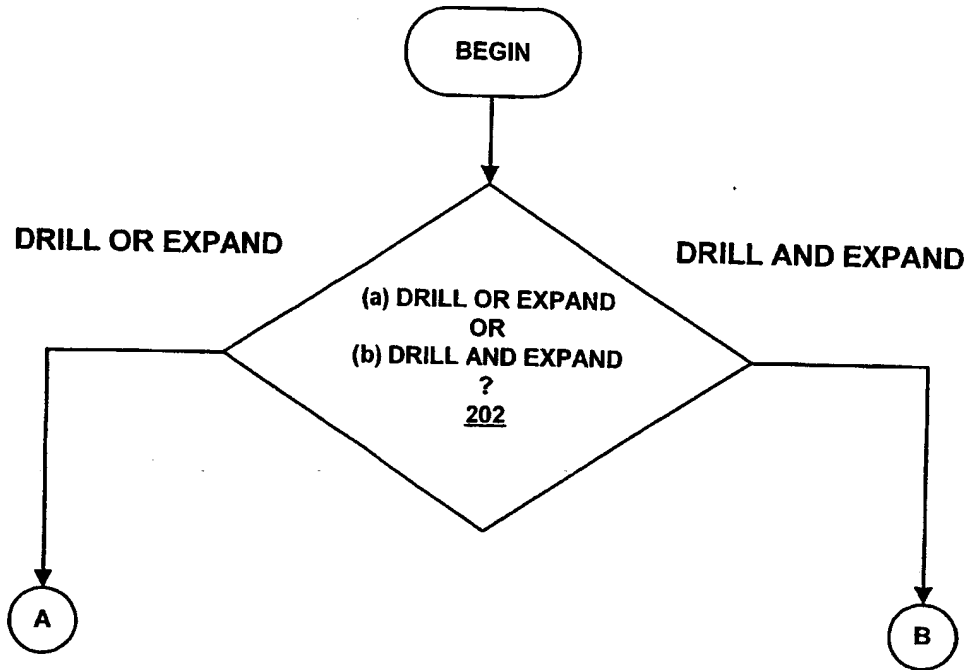 BEGIN
DRILL OR EXPAND
DRILL AND EXPAND
(a) DRILL OR EXPAND
OR
(b) DRILL AND EXPAND
?
202
A
B